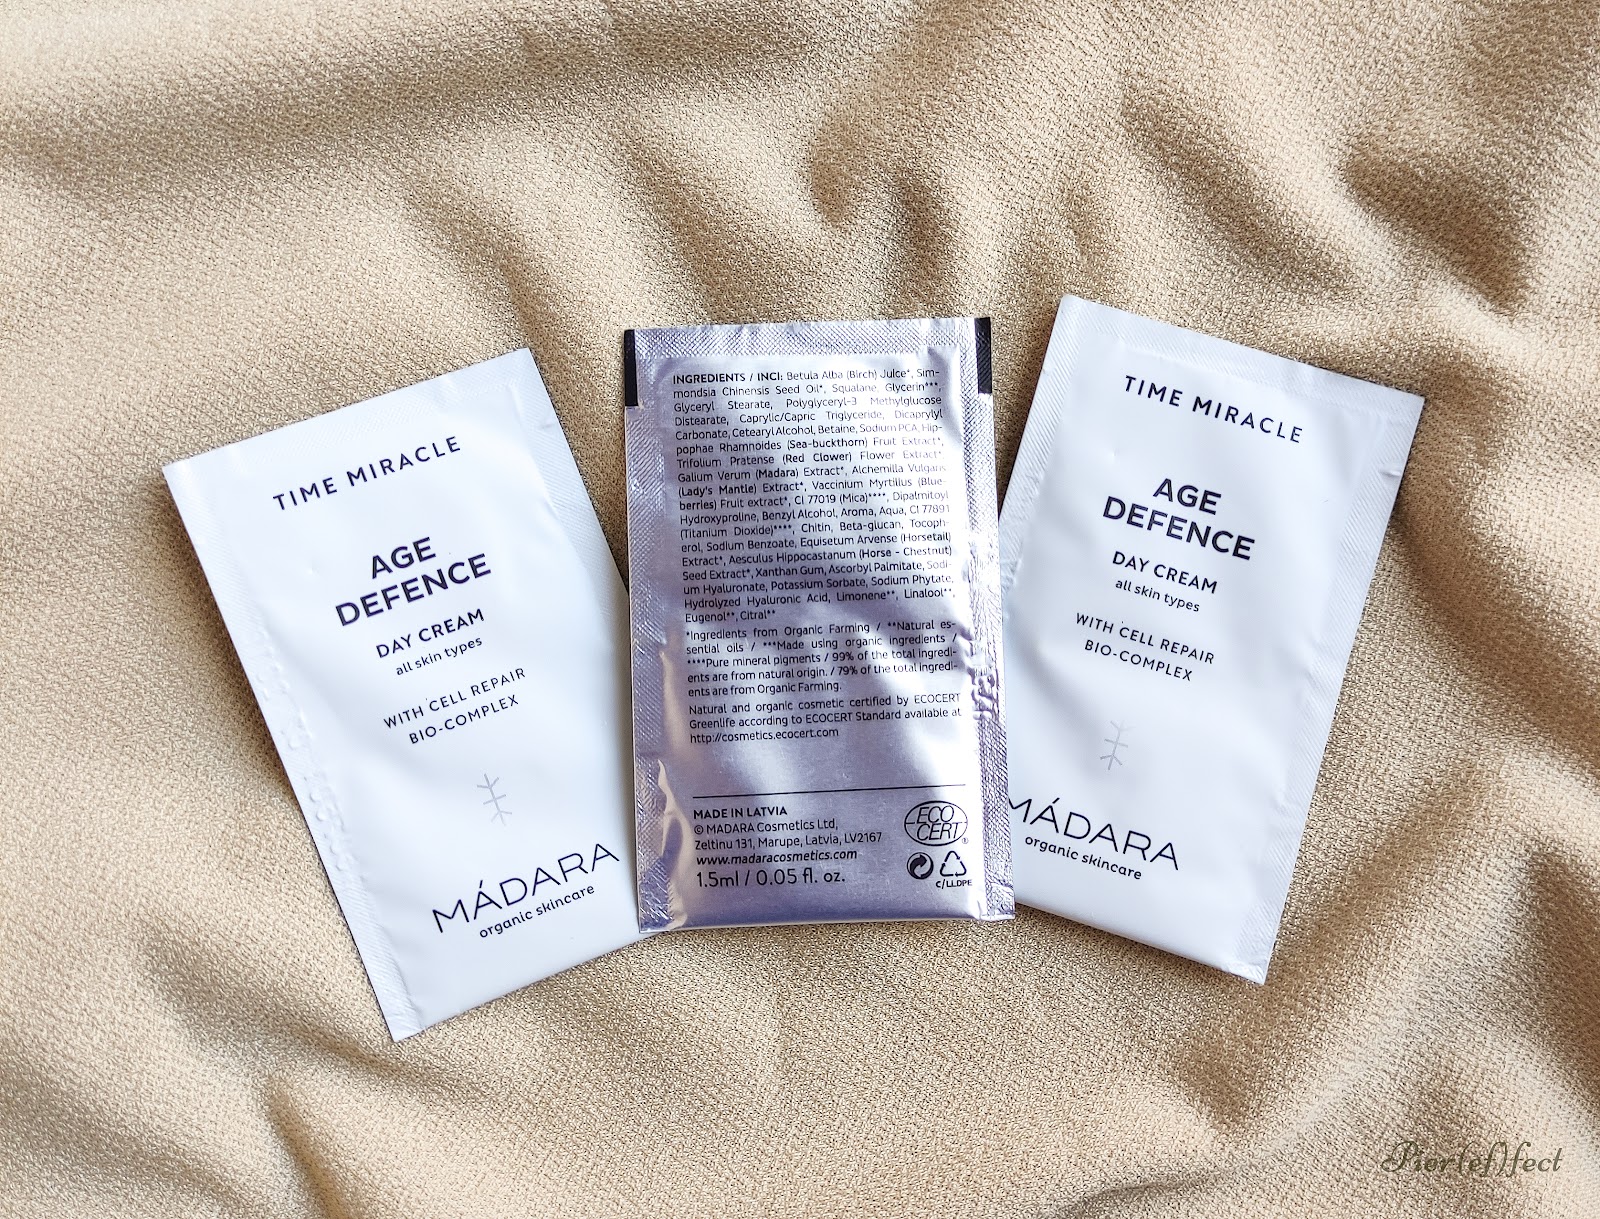 TIME MIRACLE
AGE
DEFENCE
DAY CREAM
all skin types
WITH CELL REPAIR
BIO-COMPLEX
MÁDARA
organic skincare
INGREDIENTS / INCI: Betula Alba (Birch) Juice*, Sim-
mondsia Chinensis Seed Oil*, Squalane, Glycerin***,
Glyceryl Stearate, Polyglyceryl-3 Methylglucose
Distearate, Caprylic/Capric Triglyceride, Dicaprylyl
Carbonate, Cetearyl Alcohol, Betaine, Sodium PCA, Hip-
pophae Rhamnoides (Sea-buckthorn) Fruit Extract*,
Trifolium Pratense (Red Clower) Flower Extract*,
Galium Verum (Madara) Extract*, Alchemilla Vulgaris
(Lady's Mantle) Extract*, Vaccinium Myrtillus (Blue-
berries) Fruit extract*, CI 77019 (Mica)****, Dipalmitoyl
Hydroxyproline, Benzyl Alcohol, Aroma, Aqua, CI 77891
(Titanium Dioxide)****, Chitin, Beta-glucan, Tocoph-
erol, Sodium Benzoate, Equisetum Arvense (Horsetail)
Extract*, Aesculus Hippocastanum (Horse - Chestnut)
Seed Extract*, Xanthan Gum, Ascorbyl Palmitate, Sodi-
um Hyaluronate, Potassium Sorbate, Sodium Phytate,
Hydrolyzed Hyaluronic Acid, Limonene**, Linalool**,
Eugenol**, Citral**
*Ingredients from Organic Farming / **Natural es-
sential oils / ***Made using organic ingredients /
****Pure mineral pigments / 99% of the total ingredi-
ents are from natural origin. / 79% of the total ingredi-
ents are from Organic Farming.
Natural and organic cosmetic certified by ECOCERT
Greenlife according to ECOCERT Standard available at
http://cosmetics.ecocert.com
MADE IN LATVIA
© MADARA Cosmetics Ltd,
Zeltinu 131, Marupe, Latvia, LV2167
www.madaracosmetics.com
1.5ml / 0.05 fl. oz.
ECO
CERT®
C/LLDPE
TIME MIRACLE
AGE
DEFENCE
DAY CREAM
all skin types
WITH CELL REPAIR
BIO-COMPLEX
MÁDARA
organic skincare
Pier(ef)fect